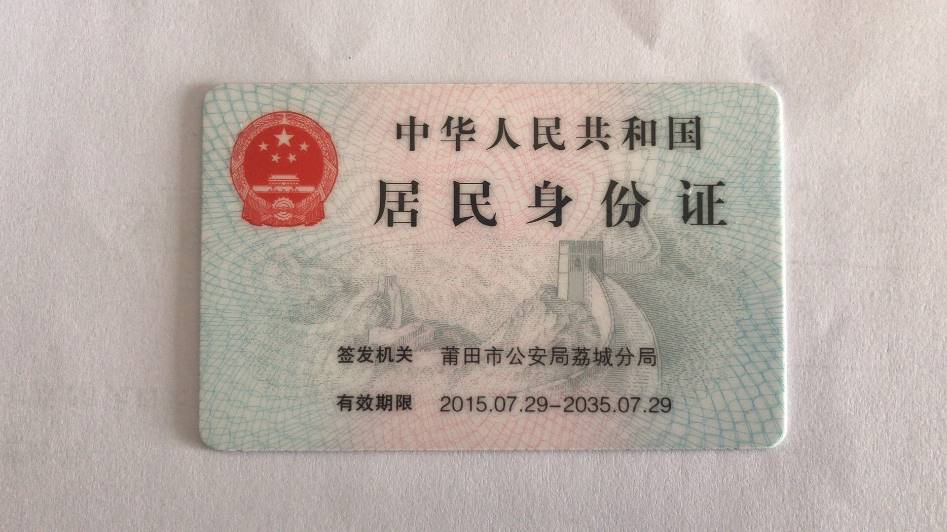 中华人民共和国
居民身份证
签发机关 莆田市公安局荔城分局
有效期限 2015.07.29-2035.07.29